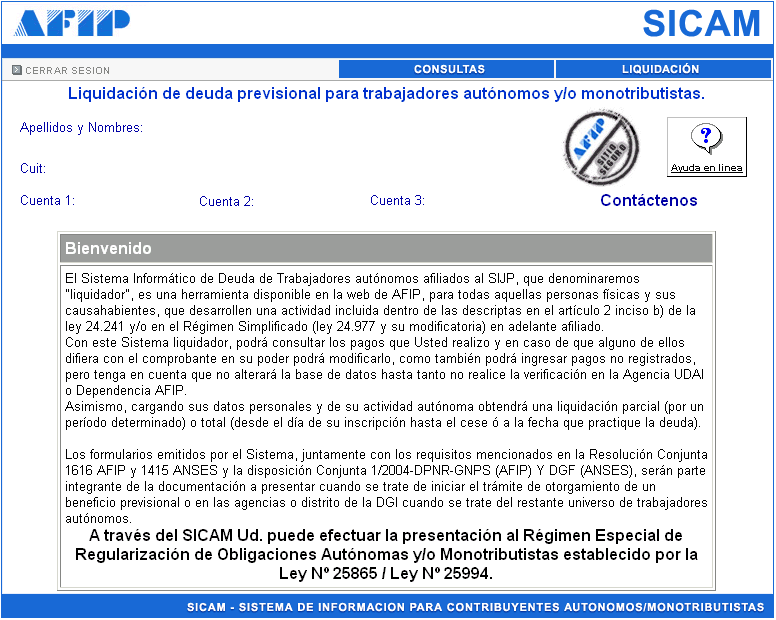 AFIP
SICAM
CERRAR SESION
CONSULTAS
LIQUIDACIÓN
Liquidación de deuda previsional para trabajadores autónomos y/o monotributistas.
Apellidos y Nombres:
AFIP
SITIO
SEGURO
?
Ayuda en línea
Cuit:
Cuenta 1:
Cuenta 2:
Cuenta 3:
Contáctenos
Bienvenido
El Sistema Informático de Deuda de Trabajadores autónomos afiliados al SIJP, que denominaremos
"liquidador", es una herramienta disponible en la web de AFIP, para todas aquellas personas físicas y sus
causahabientes, que desarrollen una actividad incluida dentro de las descriptas en el artículo 2 inciso b) de la
ley 24.241 y/o en el Régimen Simplificado (ley 24.977 y su modificatoria) en adelante afiliado.
Con este Sistema liquidador, podrá consultar los pagos que Usted realizo y en caso de que alguno de ellos
difiera con el comprobante en su poder podrá modificarlo, como también podrá ingresar pagos no registrados,
pero tenga en cuenta que no alterará la base de datos hasta tanto no realice la verificación en la Agencia UDAI
o Dependencia AFIP.
Asimismo, cargando sus datos personales y de su actividad autónoma obtendrá una liquidación parcial (por un
período determinado) o total (desde el día de su inscripción hasta el cese ó a la fecha que practique la deuda).
Los formularios emitidos por el Sistema, juntamente con los requisitos mencionados en la Resolución Conjunta
1616 AFIP y 1415 ANSES y la disposición Conjunta 1/2004-DPNR-GNPS (AFIP) Y DGF (ANSES), serán parte
integrante de la documentación a presentar cuando se trate de iniciar el trámite de otorgamiento de un
beneficio previsional o en las agencias o distrito de la DGI cuando se trate del restante universo de trabajadores
autónomos.
A través del SICAM Ud. puede efectuar la presentación al Régimen Especial de
Regularización de Obligaciones Autónomas y/o Monotributistas establecido por la
Ley Nº 25865 / Ley Nº 25994.
SICAM - SISTEMA DE INFORMACION PARA CONTRIBUYENTES AUTONOMOS/MONOTRIBUTISTAS